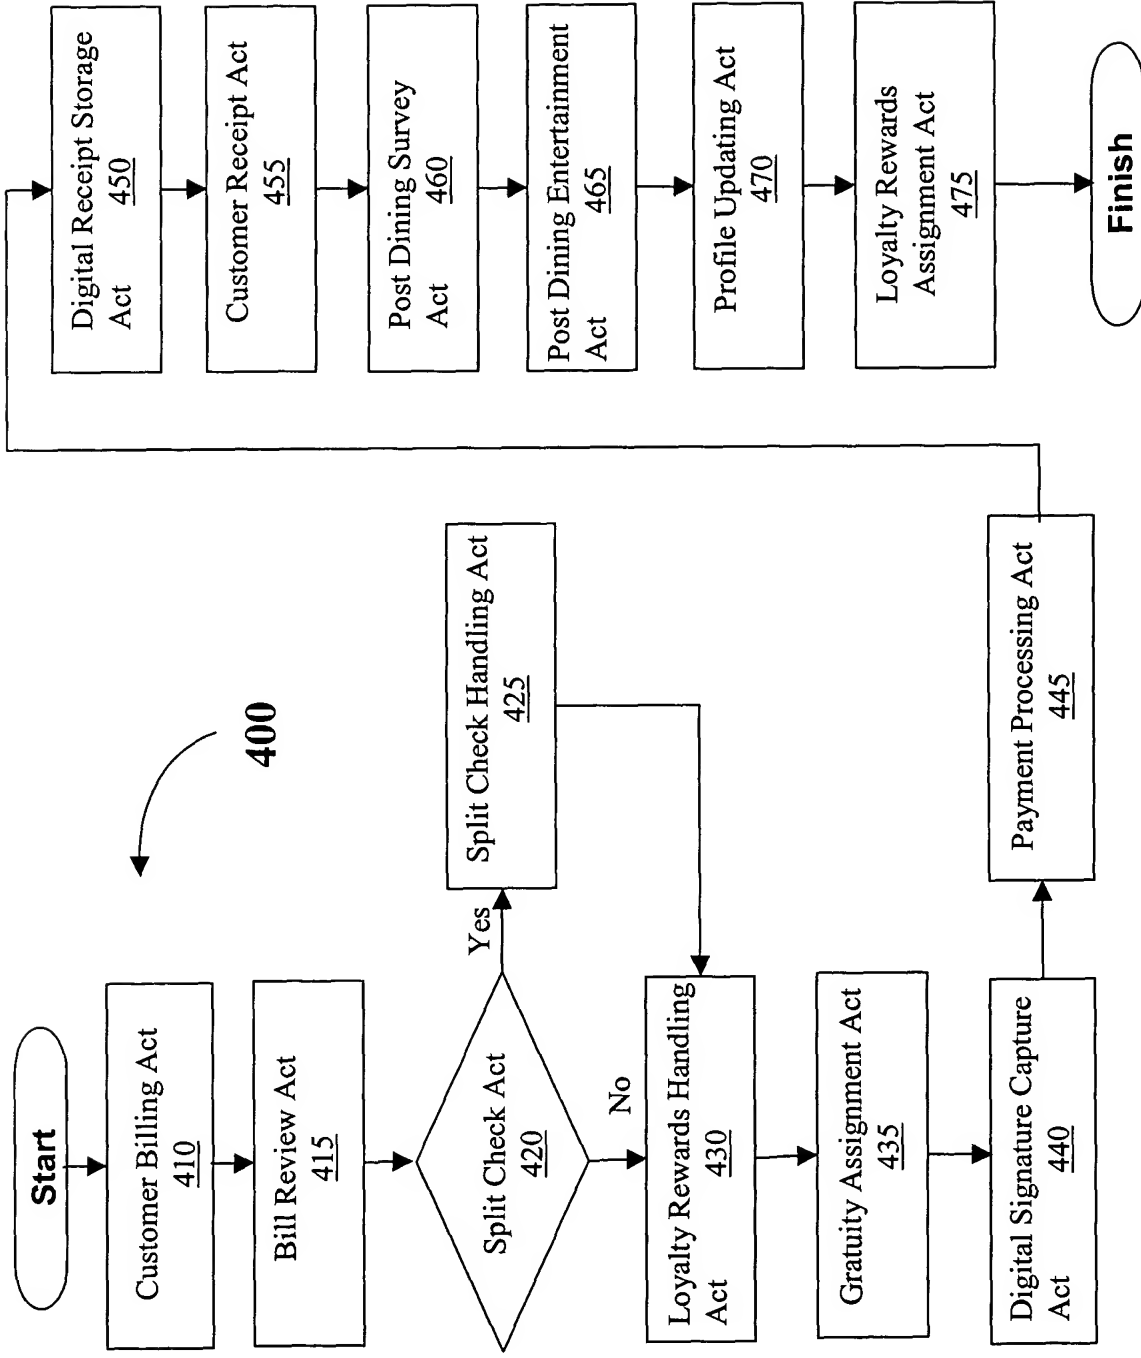 Start
Customer Billing Act
410
Bill Review Act
415
Split Check Act
420
Yes
No
Split Check Handling Act
425
Loyalty Rewards Handling
Act
430
Gratuity Assignment Act
435
Digital Signature Capture
Act
440
Payment Processing Act
445
400
Digital Receipt Storage
Act
450
Customer Receipt Act
455
Post Dining Survey
Act
460
Post Dining Entertainment
Act
465
Profile Updating Act
470
Loyalty Rewards
Assignment Act
475
Finish